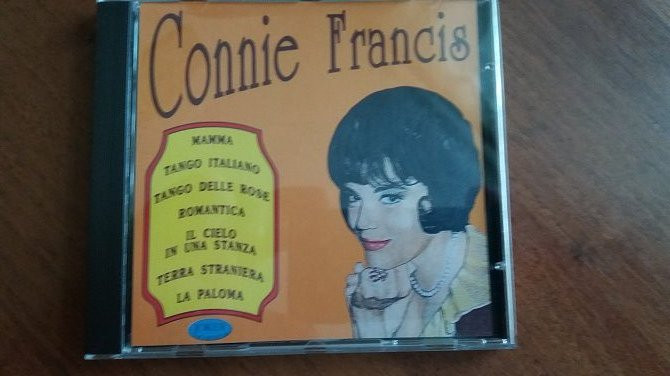 Connie Francis
MAMMA
TANGO ITALIANO
TANGO DELLE ROSE
ROMANTICA
IL CIELO
IN UNA STANZA
TERRA STRANIERA
LA PALOMA